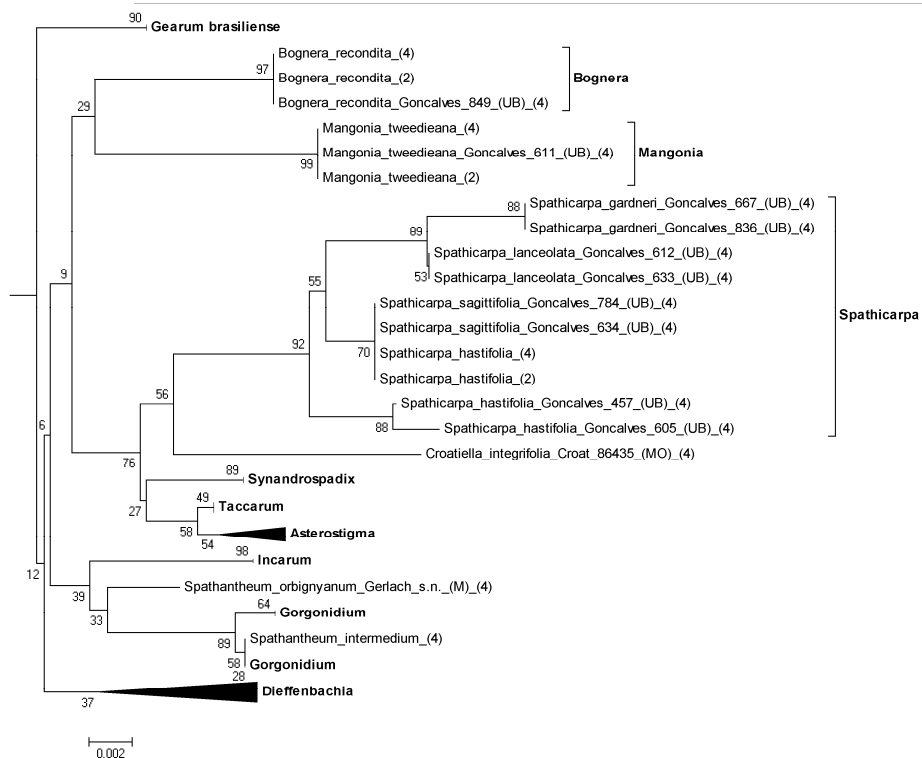 90
Gearum brasiliense
Bognera_recondita_(4)
97
Bognera_recondita_(2)
Bognera
Bognera_recondita_Goncalves_849_(UB)_(4)
29
Mangonia_tweedieana_(4)
Mangonia_tweedieana_Goncalves_611_(UB)_(4)
Mangonia
99
Mangonia_tweedieana_(2)
Spathicarpa_gardneri_Goncalves_667_(UB)_(4)
88
Spathicarpa_gardneri_Goncalves_836_(UB)_(4)
89
Spathicarpa_lanceolata_Goncalves_612_(UB)_(4)
53
Spathicarpa_lanceolata_Goncalves_633_(UB)_(4)
9
55
Spathicarpa_sagittifolia_Goncalves_784_(UB)_(4)
Spathicarpa
Spathicarpa_sagittifolia_Goncalves_634_(UB)_(4)
92
70
Spathicarpa_hastifolia_(4)
Spathicarpa_hastifolia_(2)
56
Spathicarpa_hastifolia_Goncalves_457_(UB)_(4)
6
88
Spathicarpa_hastifolia_Goncalves_605_(UB)_(4)
Croatiella_integrifolia_Croat_86435_(MO)_(4)
76
89
Synandrospadix
49
Taccarum
27
58
Asterostigma
54
98
Incarum
12
Spathantheum_orbignyanum_Gerlach_s.n._(M)_(4)
39
64
Gorgonidium
33
89
Spathantheum_intermedium_(4)
58
Gorgonidium
28
Dieffenbachia
37
0.002